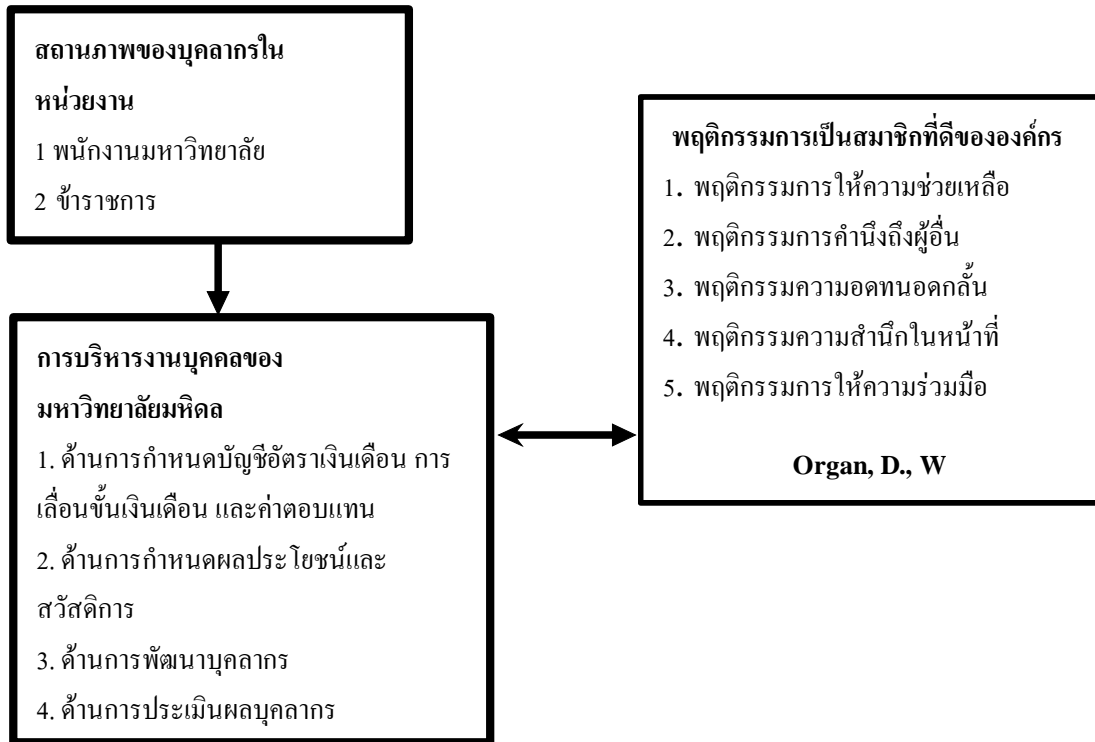 สถานภาพของบุคลากรใน
หน่วยงาน
1 พนักงานมหาวิทยาลัย
2 ข้าราชการ
การบริหารงานบุคคลของ
มหาวิทยาลัยมหิดล
1. ด้านการกำหนดบัญชีอัตราเงินเดือน การ
เลื่อนขั้นเงินเดือน และค่าตอบแทน
2. ด้านการกำหนดผลประโยชน์และ
สวัสดิการ
3. ด้านการพัฒนาบุคลากร
4. ด้านการประเมินผลบุคลากร
พฤติกรรมการเป็นสมาชิกที่ดีขององค์กร
1. พฤติกรรมการให้ความช่วยเหลือ
2. พฤติกรรมการคำนึงถึงผู้อื่น
3. พฤติกรรมความอดทนอดกลั้น
4. พฤติกรรมความสำนึกในหน้าที่
5. พฤติกรรมการให้ความร่วมมือ
Organ, D., W